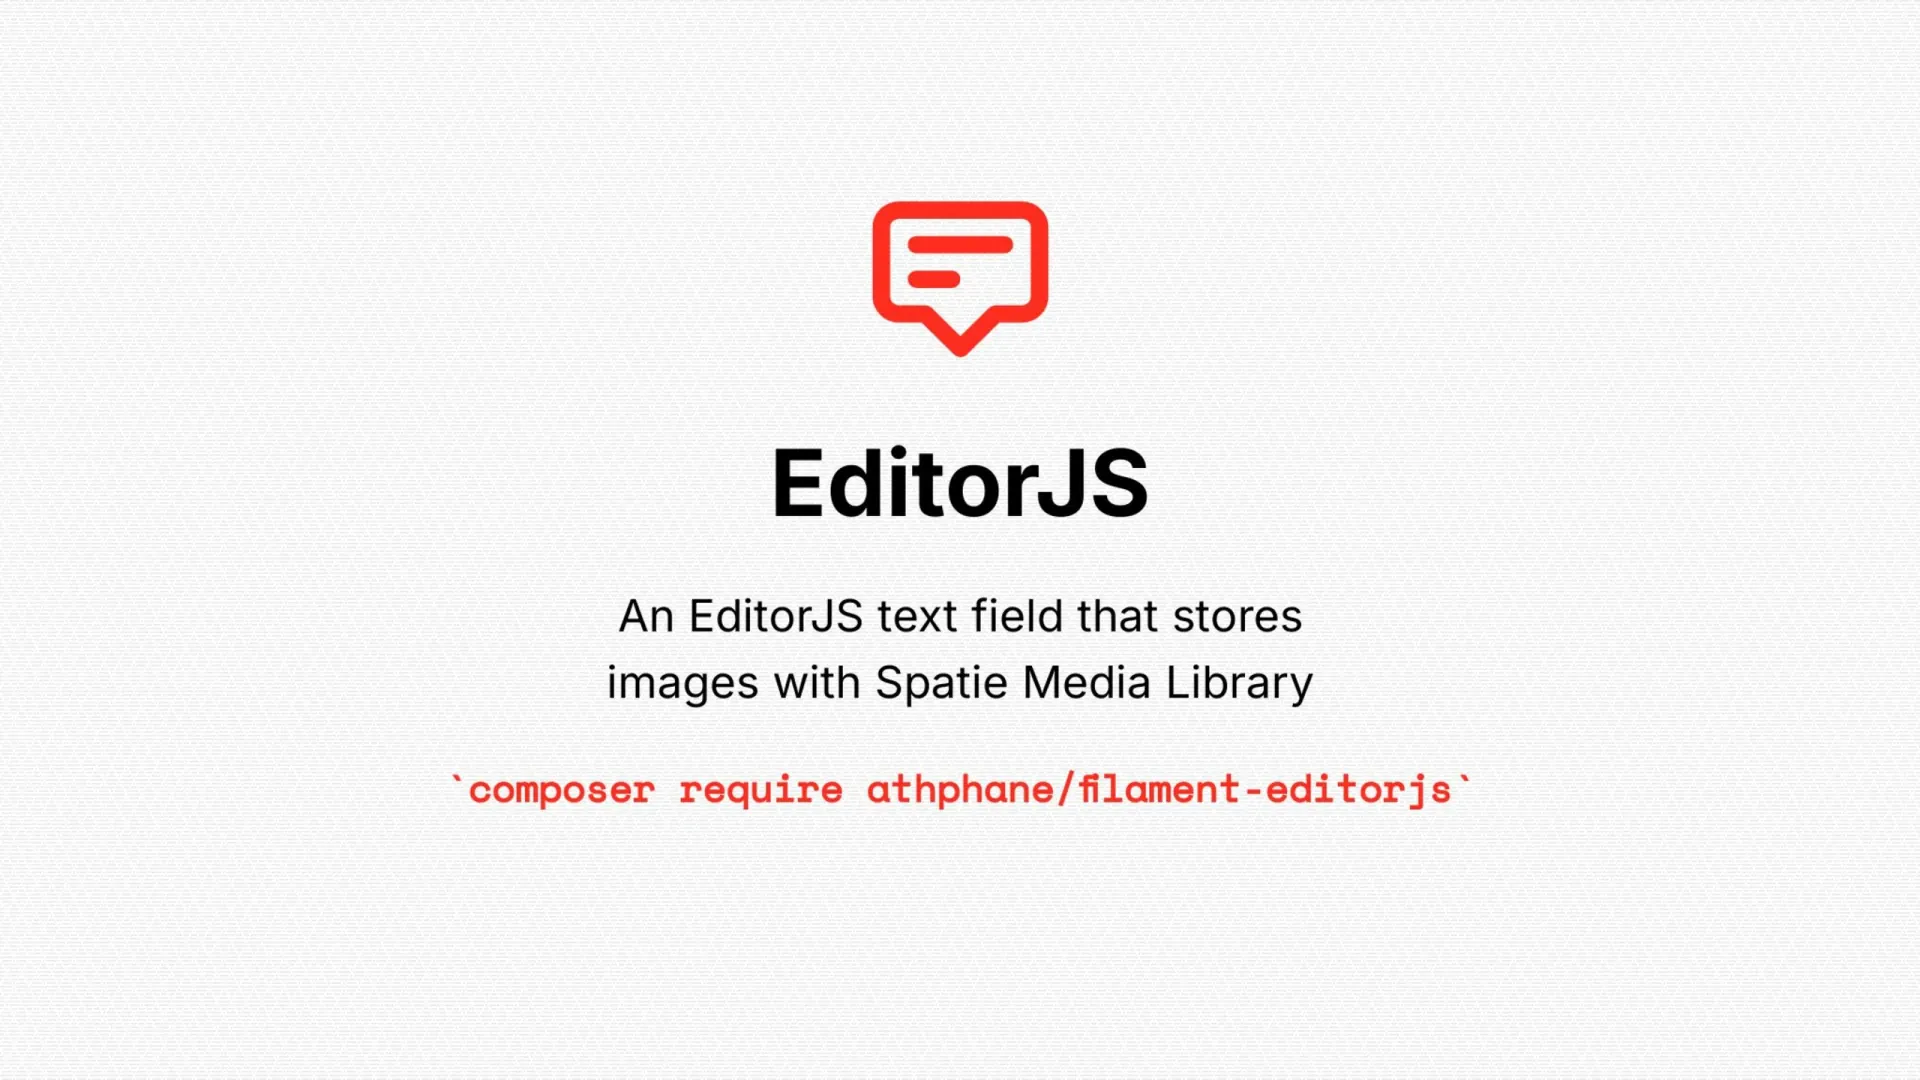 EditorJS
An EditorJS text field that stores
images with Spatie Media Library
`composer require athphane/filament-editorjs`